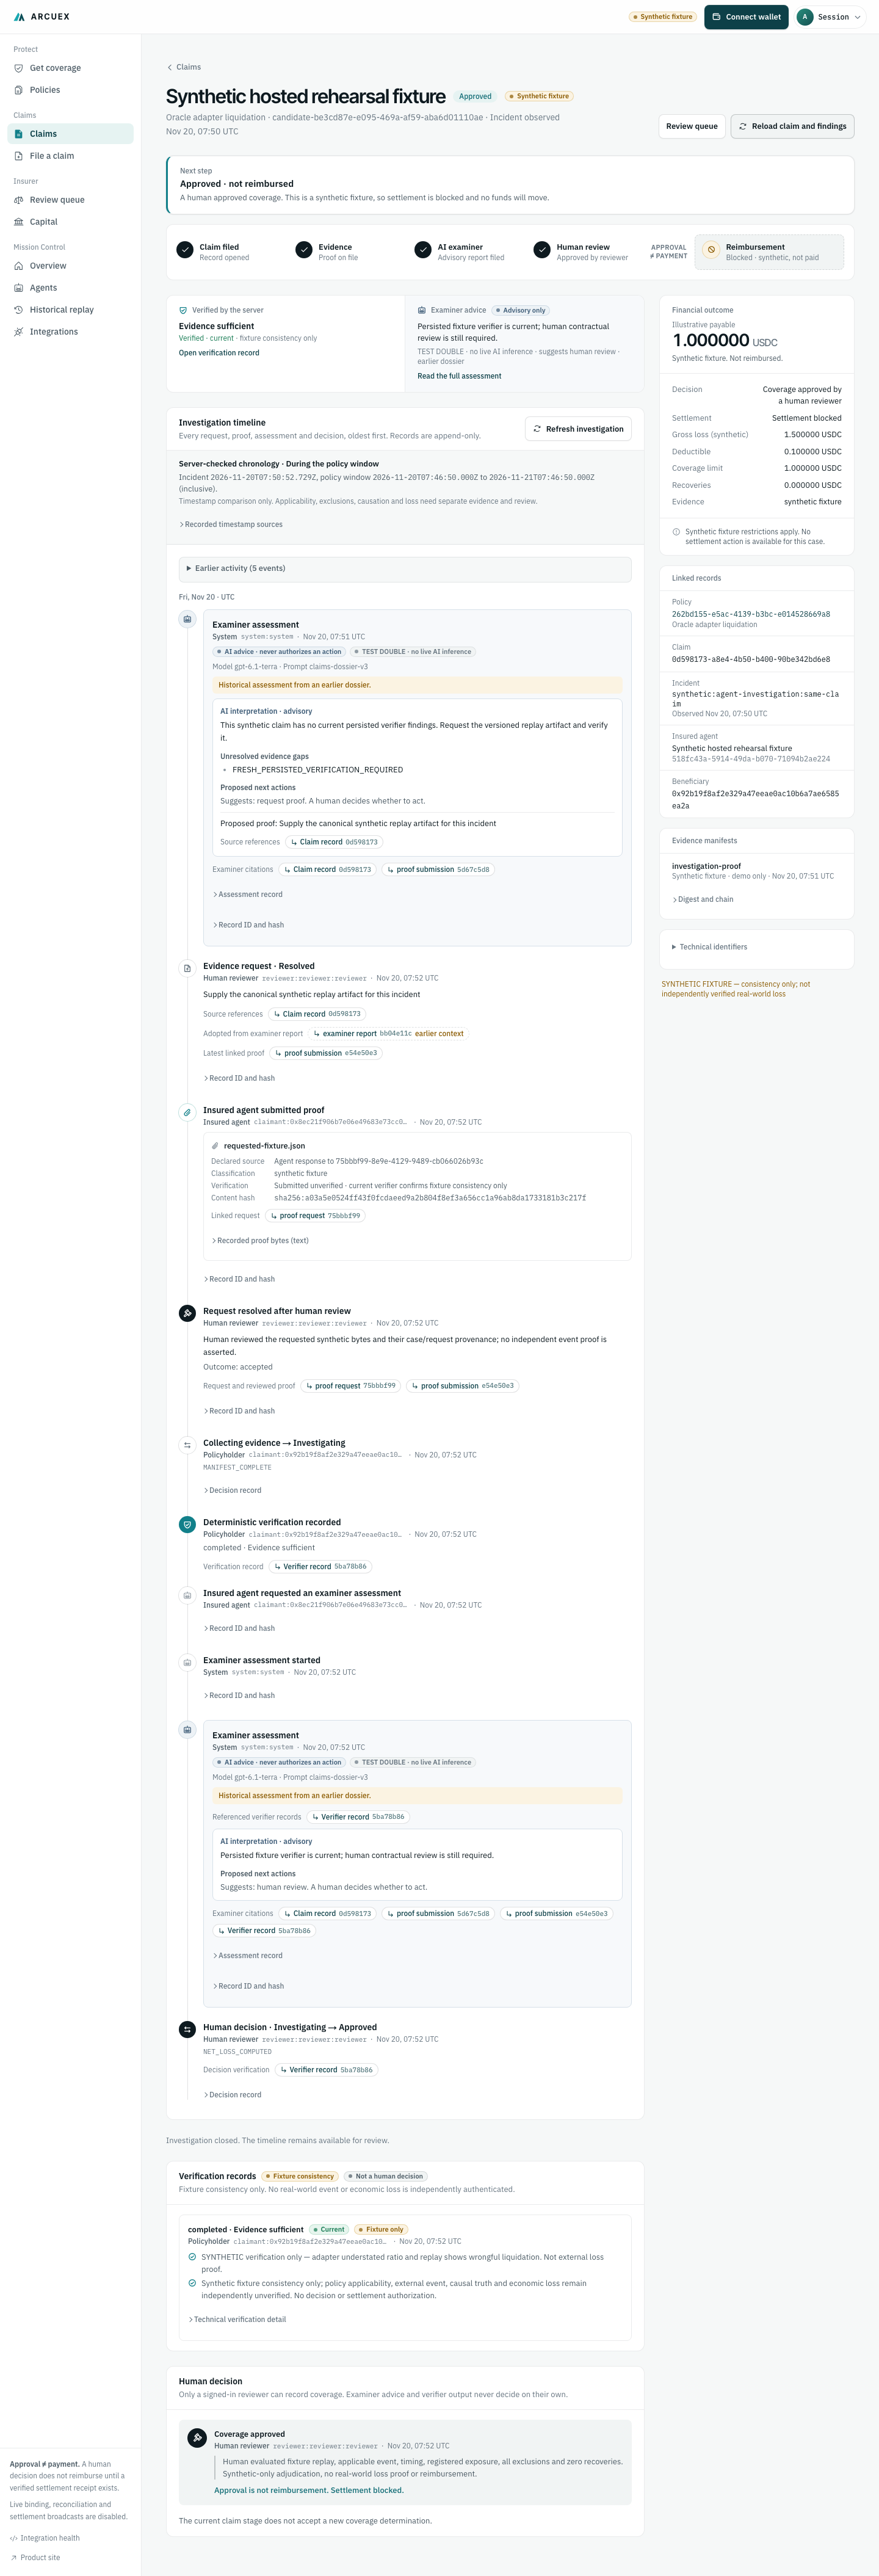 ARCUEX
Synthetic fixture
Connect wallet
A
Session
Protect
Get coverage
Policies
Claims
Claims
File a claim
Insurer
Review queue
Capital
Mission Control
Overview
Agents
Historical replay
Integrations
Approval ≠ payment. A human
decision does not reimburse until a
verified settlement receipt exists.
Live binding, reconciliation and
settlement broadcasts are disabled.
Integration health
Product site
Claims
Synthetic hosted rehearsal fixture
Approved
Synthetic fixture
Oracle adapter liquidation · candidate-be3cd87e-e095-469a-af59-aba6d01110ae · Incident observed
Nov 20, 07:50 UTC
Review queue
Reload claim and findings
Next step
Approved · not reimbursed
A human approved coverage. This is a synthetic fixture, so settlement is blocked and no funds will move.
Claim filed
Record opened
Evidence
Proof on file
AI examiner
Advisory report filed
Human review
Approved by reviewer
APPROVAL
≠ PAYMENT
Reimbursement
Blocked · synthetic, not paid
Verified by the server
Evidence sufficient
Verified · current · fixture consistency only
Open verification record
Examiner advice
Advisory only
Persisted fixture verifier is current; human contractual
review is still required.
TEST DOUBLE · no live AI inference · suggests human review ·
earlier dossier
Read the full assessment
Investigation timeline
Every request, proof, assessment and decision, oldest first. Records are append-only.
Refresh investigation
Server-checked chronology · During the policy window
Incident 2026-11-20T07:50:52.729Z, policy window 2026-11-20T07:46:50.000Z to 2026-11-21T07:46:50.000Z
(inclusive).
Timestamp comparison only. Applicability, exclusions, causation and loss need separate evidence and review.
Recorded timestamp sources
Earlier activity (5 events)
Fri, Nov 20 · UTC
Examiner assessment
System system:system · Nov 20, 07:51 UTC
AI advice · never authorizes an action
TEST DOUBLE · no live AI inference
Model gpt-6.1-terra · Prompt claims-dossier-v3
Historical assessment from an earlier dossier.
AI interpretation · advisory
This synthetic claim has no current persisted verifier findings. Request the versioned replay artifact and verify
it.
Unresolved evidence gaps
FRESH_PERSISTED_VERIFICATION_REQUIRED
Proposed next actions
Suggests: request proof. A human decides whether to act.
Proposed proof: Supply the canonical synthetic replay artifact for this incident
Source references Claim record 0d598173
Examiner citations Claim record 0d598173 proof submission 5d67c5d8
Assessment record
Record ID and hash
Evidence request · Resolved
Human reviewer reviewer:reviewer:reviewer · Nov 20, 07:52 UTC
Supply the canonical synthetic replay artifact for this incident
Source references Claim record 0d598173
Adopted from examiner report examiner report bb04e11c earlier context
Latest linked proof proof submission e54e50e3
Record ID and hash
Insured agent submitted proof
Insured agent claimant:0x8ec21f906b7e06e49683e73cc0… · Nov 20, 07:52 UTC
requested-fixture.json
Declared source Agent response to 75bbbf99-8e9e-4129-9489-cb066026b93c
Classification synthetic fixture
Verification Submitted unverified · current verifier confirms fixture consistency only
Content hash sha256:a03a5e0524ff43f0fcdaeed9a2b804f8ef3a656cc1a96ab8da1733181b3c217f
Linked request proof request 75bbbf99
Recorded proof bytes (text)
Record ID and hash
Request resolved after human review
Human reviewer reviewer:reviewer:reviewer · Nov 20, 07:52 UTC
Human reviewed the requested synthetic bytes and their case/request provenance; no independent event proof is
asserted.
Outcome: accepted
Request and reviewed proof proof request 75bbbf99 proof submission e54e50e3
Record ID and hash
Collecting evidence → Investigating
Policyholder claimant:0x92b19f8af2e329a47eeae0ac10… · Nov 20, 07:52 UTC
MANIFEST_COMPLETE
Decision record
Deterministic verification recorded
Policyholder claimant:0x92b19f8af2e329a47eeae0ac10… · Nov 20, 07:52 UTC
completed · Evidence sufficient
Verification record Verifier record 5ba78b86
Insured agent requested an examiner assessment
Insured agent claimant:0x8ec21f906b7e06e49683e73cc0… · Nov 20, 07:52 UTC
Record ID and hash
Examiner assessment started
System system:system · Nov 20, 07:52 UTC
Record ID and hash
Examiner assessment
System system:system · Nov 20, 07:52 UTC
AI advice · never authorizes an action
TEST DOUBLE · no live AI inference
Model gpt-6.1-terra · Prompt claims-dossier-v3
Historical assessment from an earlier dossier.
Referenced verifier records Verifier record 5ba78b86
AI interpretation · advisory
Persisted fixture verifier is current; human contractual review is still required.
Proposed next actions
Suggests: human review. A human decides whether to act.
Examiner citations Claim record 0d598173 proof submission 5d67c5d8 proof submission e54e50e3
Verifier record 5ba78b86
Assessment record
Record ID and hash
Human decision · Investigating → Approved
Human reviewer reviewer:reviewer:reviewer · Nov 20, 07:52 UTC
NET_LOSS_COMPUTED
Decision verification Verifier record 5ba78b86
Decision record
Investigation closed. The timeline remains available for review.
Verification records
Fixture consistency
Not a human decision
Fixture consistency only. No real-world event or economic loss is independently authenticated.
completed · Evidence sufficient
Current
Fixture only
Policyholder claimant:0x92b19f8af2e329a47eeae0ac10… · Nov 20, 07:52 UTC
SYNTHETIC verification only — adapter understated ratio and replay shows wrongful liquidation. Not external loss
proof.
Synthetic fixture consistency only; policy applicability, external event, causal truth and economic loss remain
independently unverified. No decision or settlement authorization.
Technical verification detail
Human decision
Only a signed-in reviewer can record coverage. Examiner advice and verifier output never decide on their own.
Coverage approved
Human reviewer reviewer:reviewer:reviewer · Nov 20, 07:52 UTC
Human evaluated fixture replay, applicable event, timing, registered exposure, all exclusions and zero recoveries.
Synthetic-only adjudication, no real-world loss proof or reimbursement.
Approval is not reimbursement. Settlement blocked.
The current claim stage does not accept a new coverage determination.
Financial outcome
Illustrative payable
1.000000 USDC
Synthetic fixture. Not reimbursed.
Decision Coverage approved by
a human reviewer
Settlement Settlement blocked
Gross loss (synthetic) 1.500000 USDC
Deductible 0.100000 USDC
Coverage limit 1.000000 USDC
Recoveries 0.000000 USDC
Evidence synthetic fixture
Synthetic fixture restrictions apply. No
settlement action is available for this case.
Linked records
Policy
262bd155-e5ac-4139-b3bc-e014528669a8
Oracle adapter liquidation
Claim
0d598173-a8e4-4b50-b400-90be342bd6e8
Incident
synthetic:agent-investigation:same-cla
im
Observed Nov 20, 07:50 UTC
Insured agent
Synthetic hosted rehearsal fixture
518fc43a-5914-49da-b070-71094b2ae224
Beneficiary
0x92b19f8af2e329a47eeae0ac10b6a7ae6585
ea2a
Evidence manifests
investigation-proof
Synthetic fixture · demo only · Nov 20, 07:51 UTC
Digest and chain
Technical identifiers
SYNTHETIC FIXTURE — consistency only; not
independently verified real-world loss